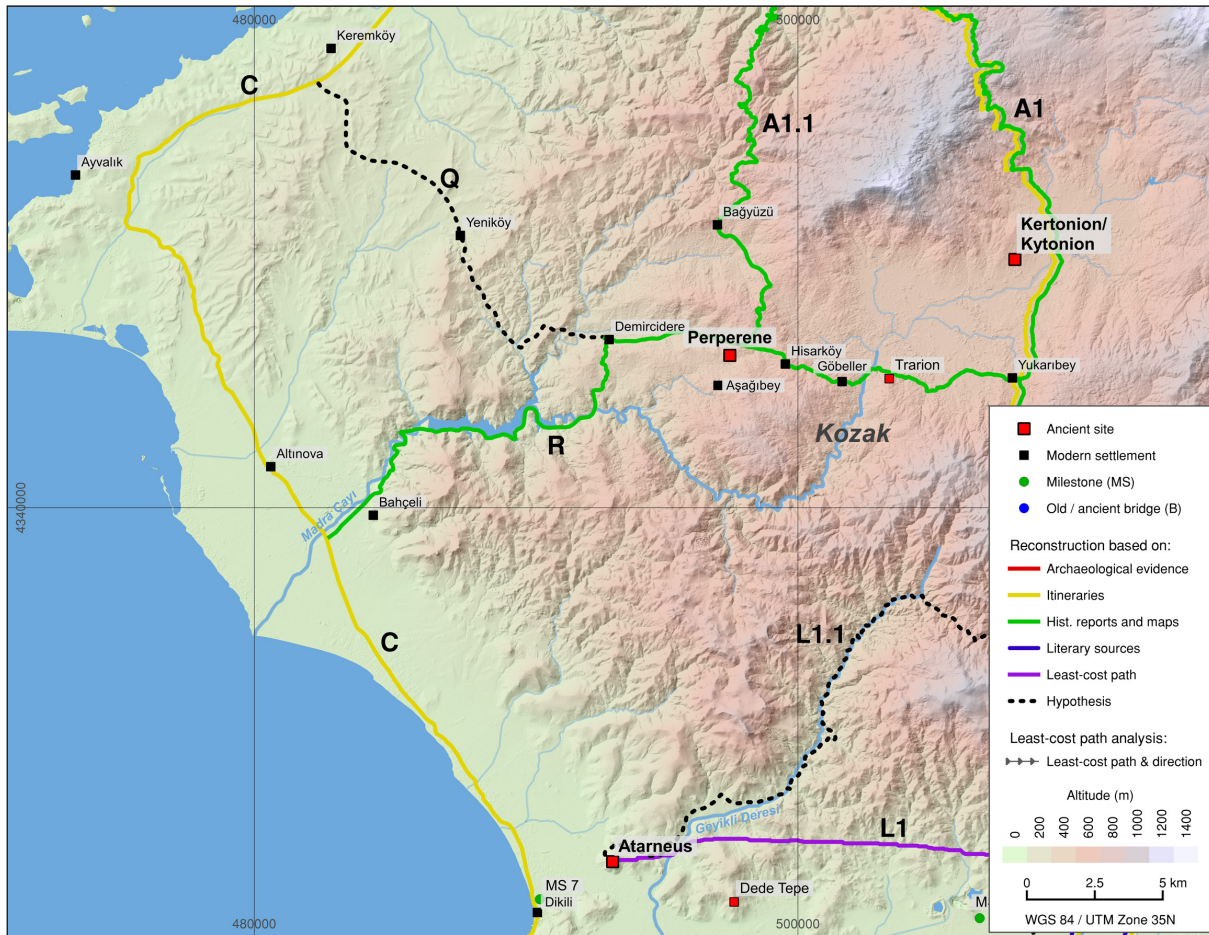 480000
500000
Keremköy
C
A1.1
A1
Ayvalık
Q
Bağyüzü
Yeniköy
Kertonion/
Kytonion
Demircidere
Perperene
Hisarköy
Göbeller
Trarion
Yukarıbey
Aşağıbey
R
Kozak
Altınova
4340000
4340000
Bahçeli
Madra Çayı
C
L1.1
Geyikli Deresi
L1
Atarneus
MS 7
Dikili
Dede Tepe
Ma
480000
500000
Ancient site
Modern settlement
Milestone (MS)
Old / ancient bridge (B)
Reconstruction based on:
Archaeological evidence
Itineraries
Hist. reports and maps
Literary sources
Least-cost path
Hypothesis
Least-cost path analysis:
Least-cost path & direction
Altitude (m)
0 200 400 600 800 1000 1200 1400
0 2.5 5 km
WGS 84 / UTM Zone 35N